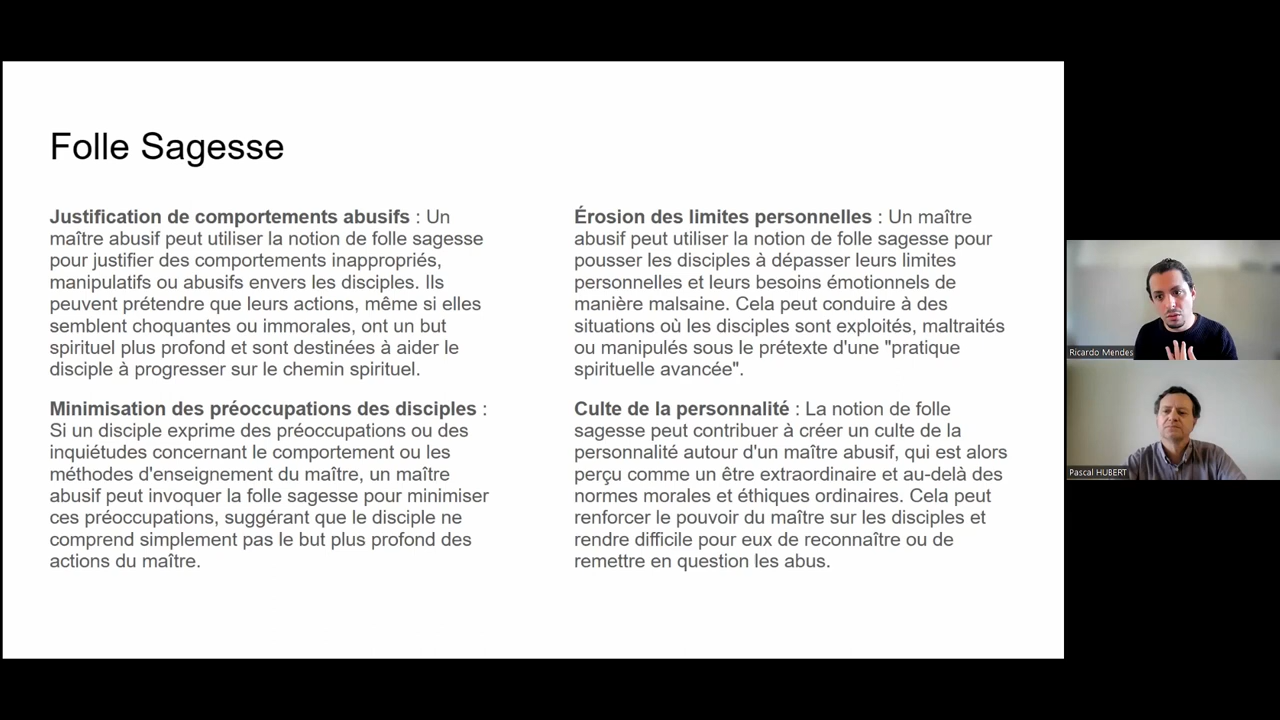 Folle Sagesse
Justification de comportements abusifs : Un
maître abusif peut utiliser la notion de folle sagesse
pour justifier des comportements inappropriés,
manipulatifs ou abusifs envers les disciples. Ils
peuvent prétendre que leurs actions, même si elles
semblent choquantes ou immorales, ont un but
spirituel plus profond et sont destinées à aider le
disciple à progresser sur le chemin spirituel.
Minimisation des préoccupations des disciples :
Si un disciple exprime des préoccupations ou des
inquiétudes concernant le comportement ou les
méthodes d'enseignement du maître, un maître
abusif peut invoquer la folle sagesse pour minimiser
ces préoccupations, suggérant que le disciple ne
comprend simplement pas le but plus profond des
actions du maître.
Érosion des limites personnelles : Un maître
abusif peut utiliser la notion de folle sagesse pour
pousser les disciples à dépasser leurs limites
personnelles et leurs besoins émotionnels de
manière malsaine. Cela peut conduire à des
situations où les disciples sont exploités, maltraités
ou manipulés sous le prétexte d'une "pratique
spirituelle avancée".
Culte de la personnalité : La notion de folle
sagesse peut contribuer à créer un culte de la
personnalité autour d'un maître abusif, qui est alors
perçu comme un être extraordinaire et au-delà des
normes morales et éthiques ordinaires. Cela peut
renforcer le pouvoir du maître sur les disciples et
rendre difficile pour eux de reconnaître ou de
remettre en question les abus.
Ricardo Mendes
Pascal HUBERT